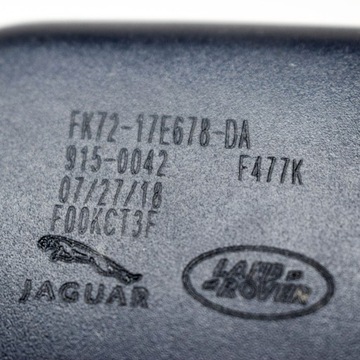 FK72-17E678-DA
915-0042 F477K
07/27/18
F00KCT3F
JAGUAR
LAND
ROVER